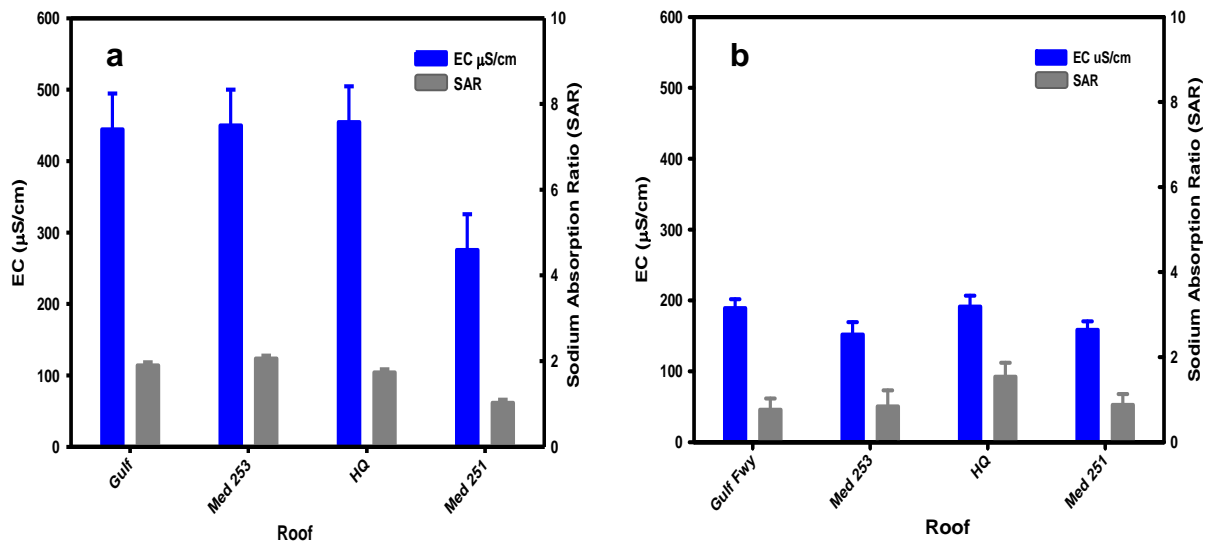 a
EC µS/cm
SAR
600
500
400
300
200
100
0
EC (µS/cm)
10
8
6
4
2
0
Sodium Absorption Ratio (SAR)
Gulf
Med 253
HQ
Med 251
Roof
b
EC uS/cm
SAR
600
500
400
300
200
100
0
EC (µS/cm)
10
8
6
4
2
0
Sodium Absorption Ratio (SAR)
Gulf Fwy
Med 253
HQ
Med 251
Roof